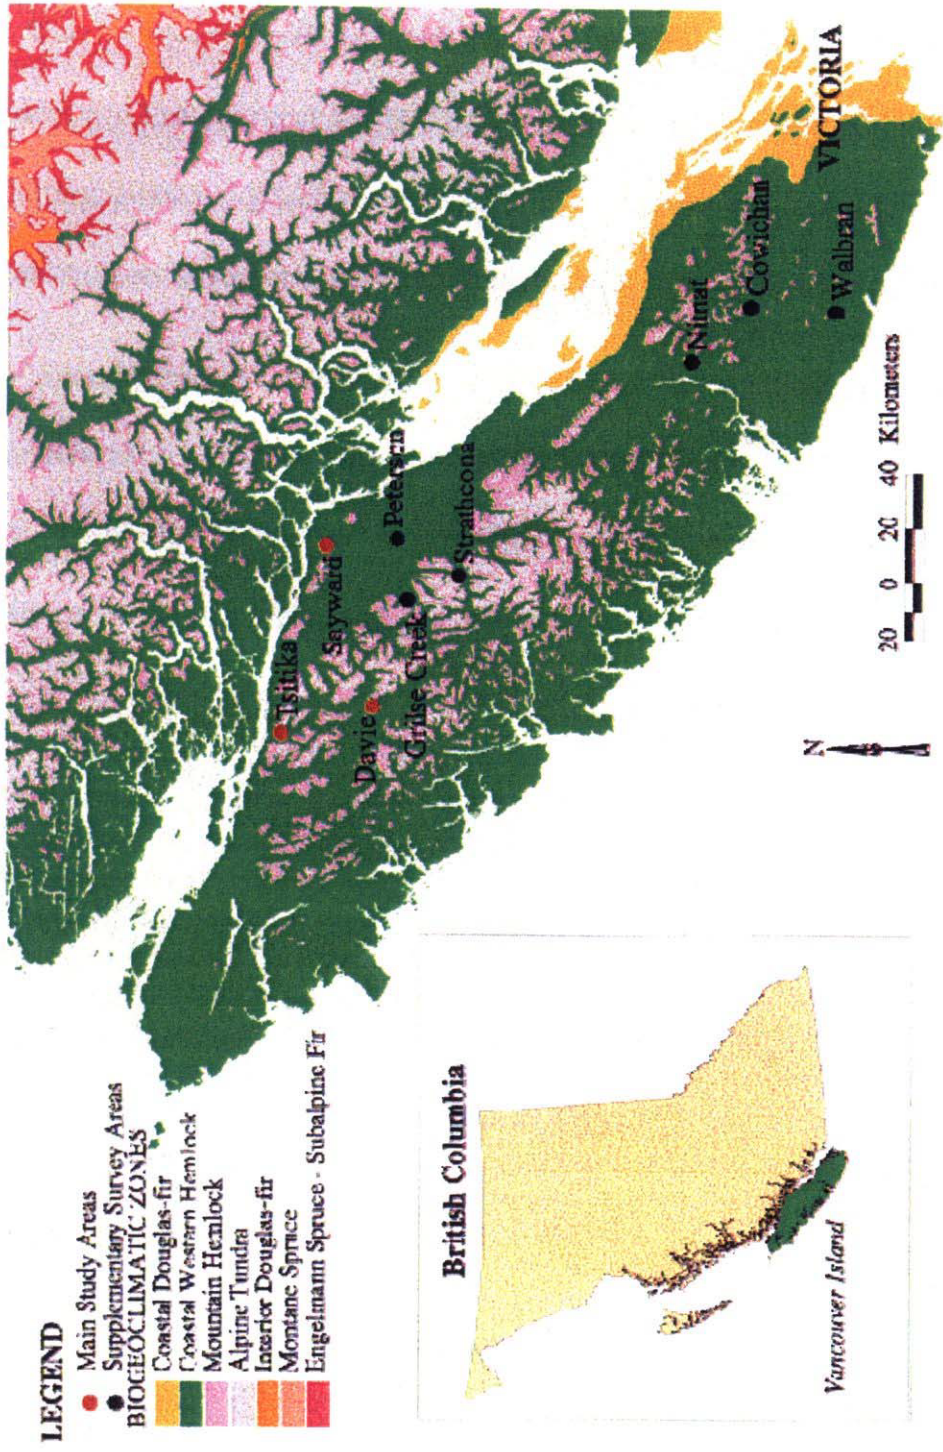 LEGEND
Main Study Areas
Supplementary Survey Areas
BIOGEOCLIMATIC ZONES
Coastal Douglas-fir
Coastal Western Hemlock
Mountain Hemlock
Alpine Tundra
Interior Douglas-fir
Montane Spruce
Engelmann Spruce - Subalpine Fir
Tsitika
Sayward
Davie
Petersen
Grilse Creek
Strathcona
Nitinat
Cowichan
Walbran
VICTORIA
British Columbia
Vancouver Island
N
20 0 20 40 Kilometers